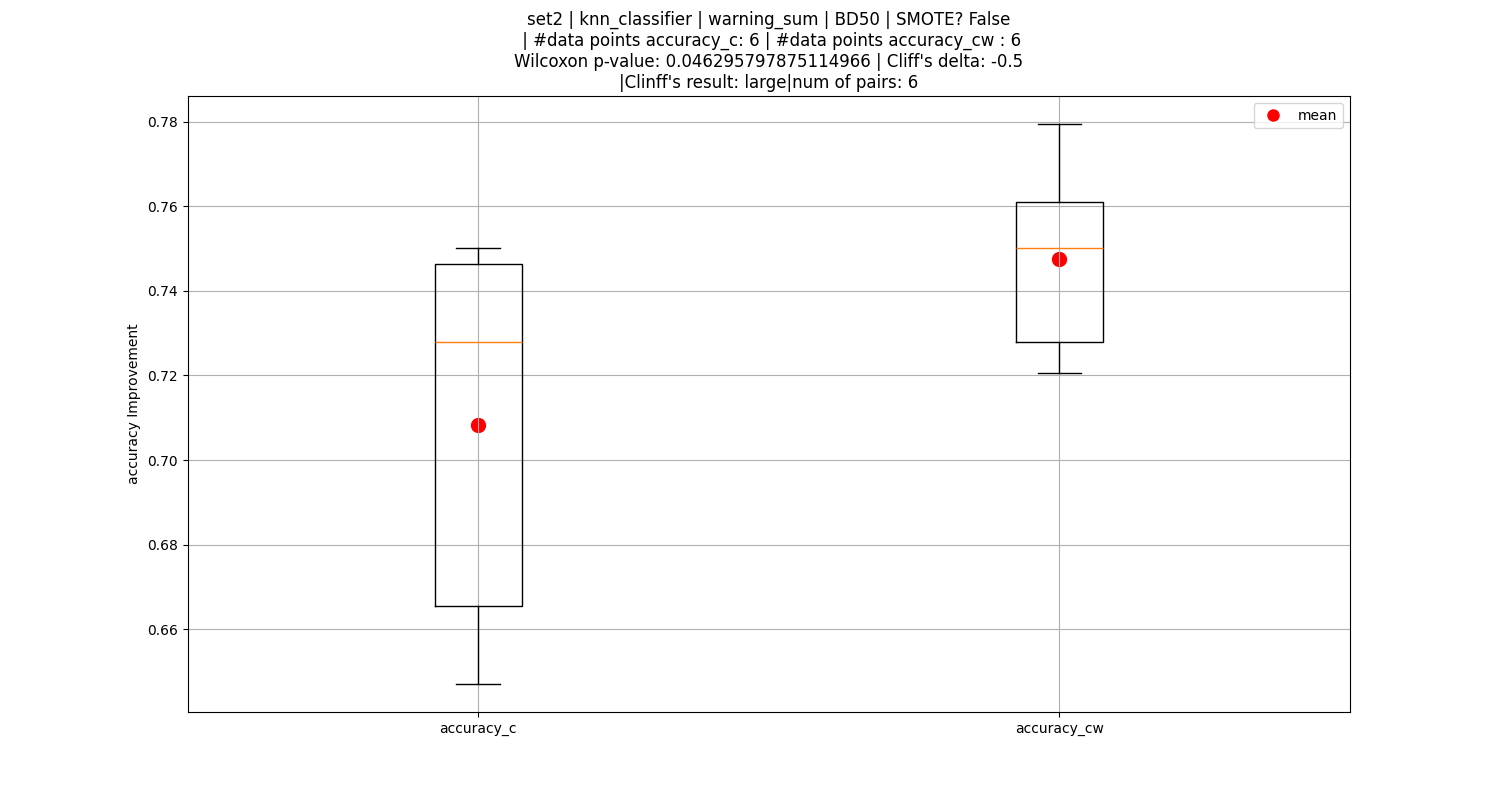 set2 | knn_classifier | warning_sum | BD50 | SMOTE? False
| #data points accuracy_c: 6 | #data points accuracy_cw : 6
Wilcoxon p-value: 0.046295797875114966 | Cliff's delta: -0.5
|Clinff's result: large|num of pairs: 6
mean
0.78
0.76
0.74
0.72
0.70
0.68
0.66
accuracy Improvement
accuracy_c
accuracy_cw